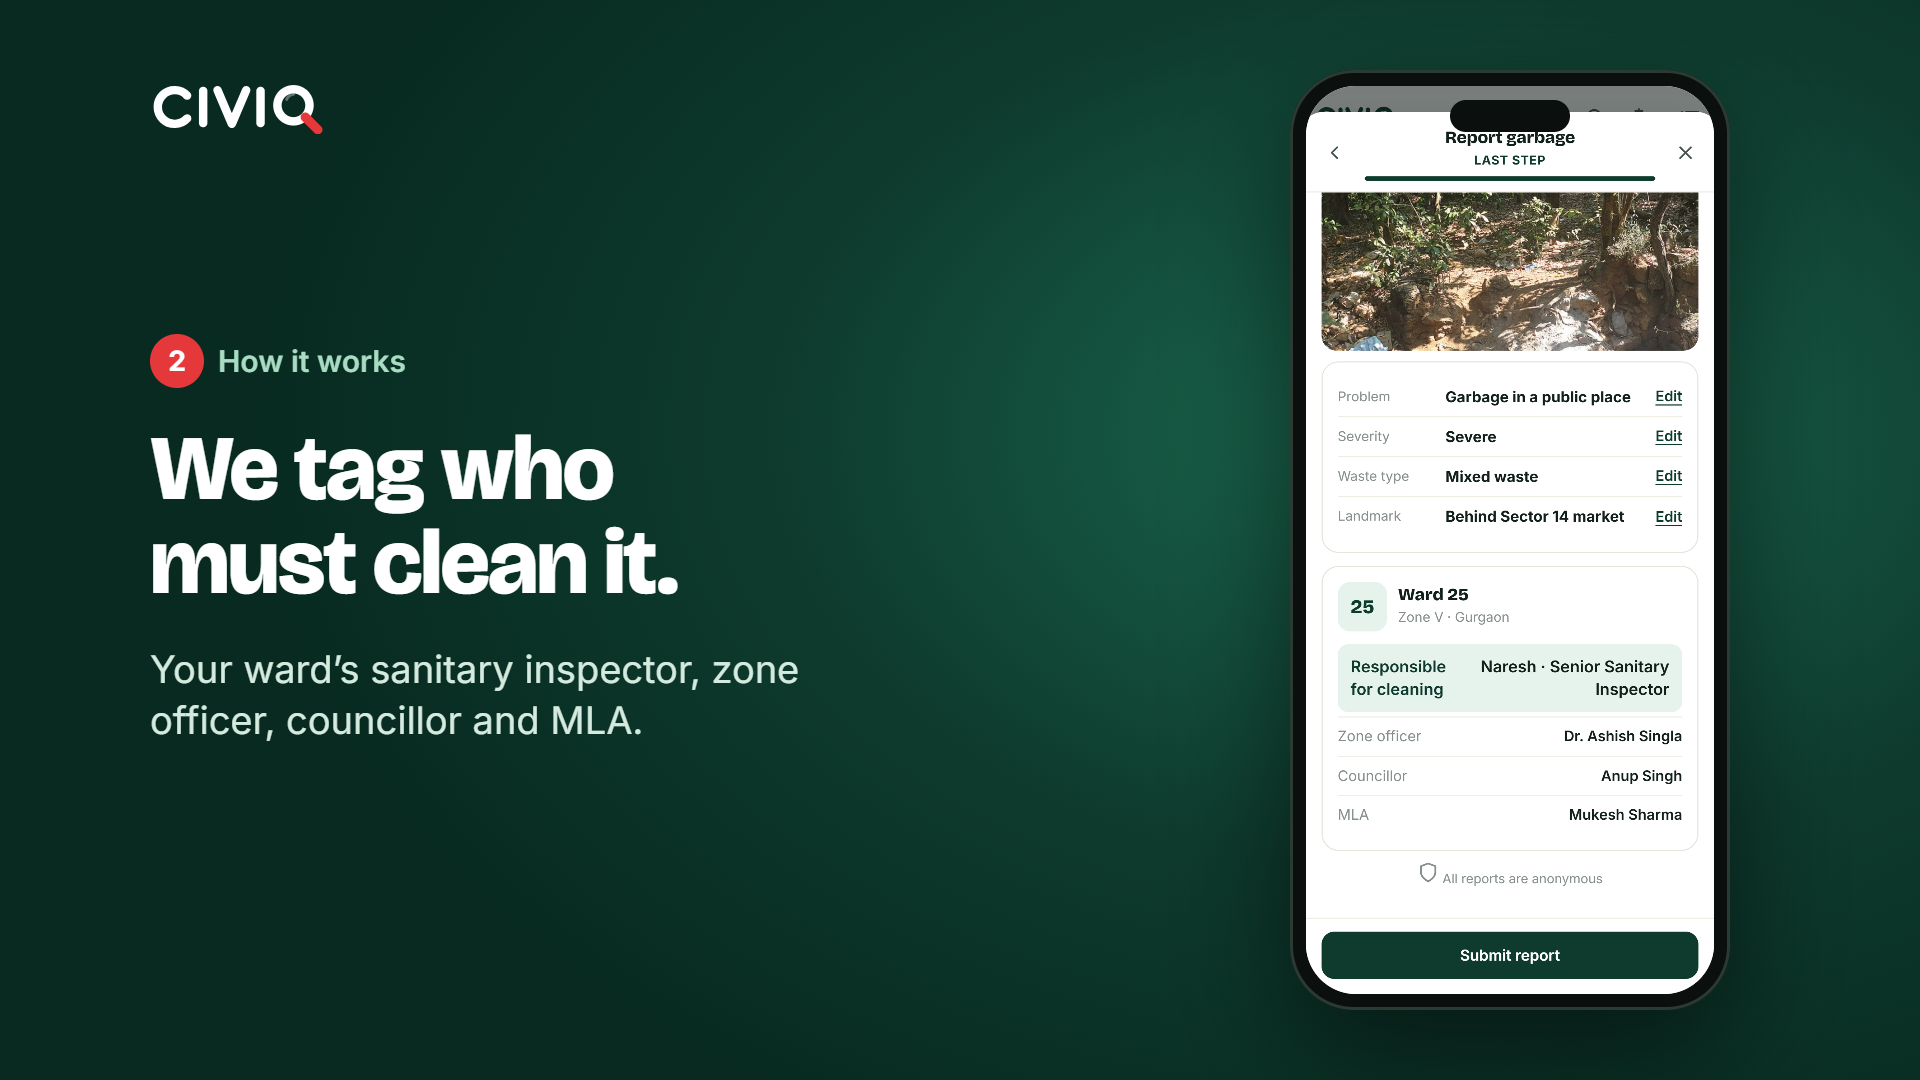 CIVIQ
2 How it works
We tag who
must clean it.
Your ward’s sanitary inspector, zone
officer, councillor and MLA.
Report garbage
LAST STEP
Problem Garbage in a public place Edit
Severity Severe Edit
Waste type Mixed waste Edit
Landmark Behind Sector 14 market Edit
25 Ward 25
Zone V · Gurgaon
Responsible Naresh · Senior Sanitary
for cleaning Inspector
Zone officer Dr. Ashish Singla
Councillor Anup Singh
MLA Mukesh Sharma
All reports are anonymous
Submit report